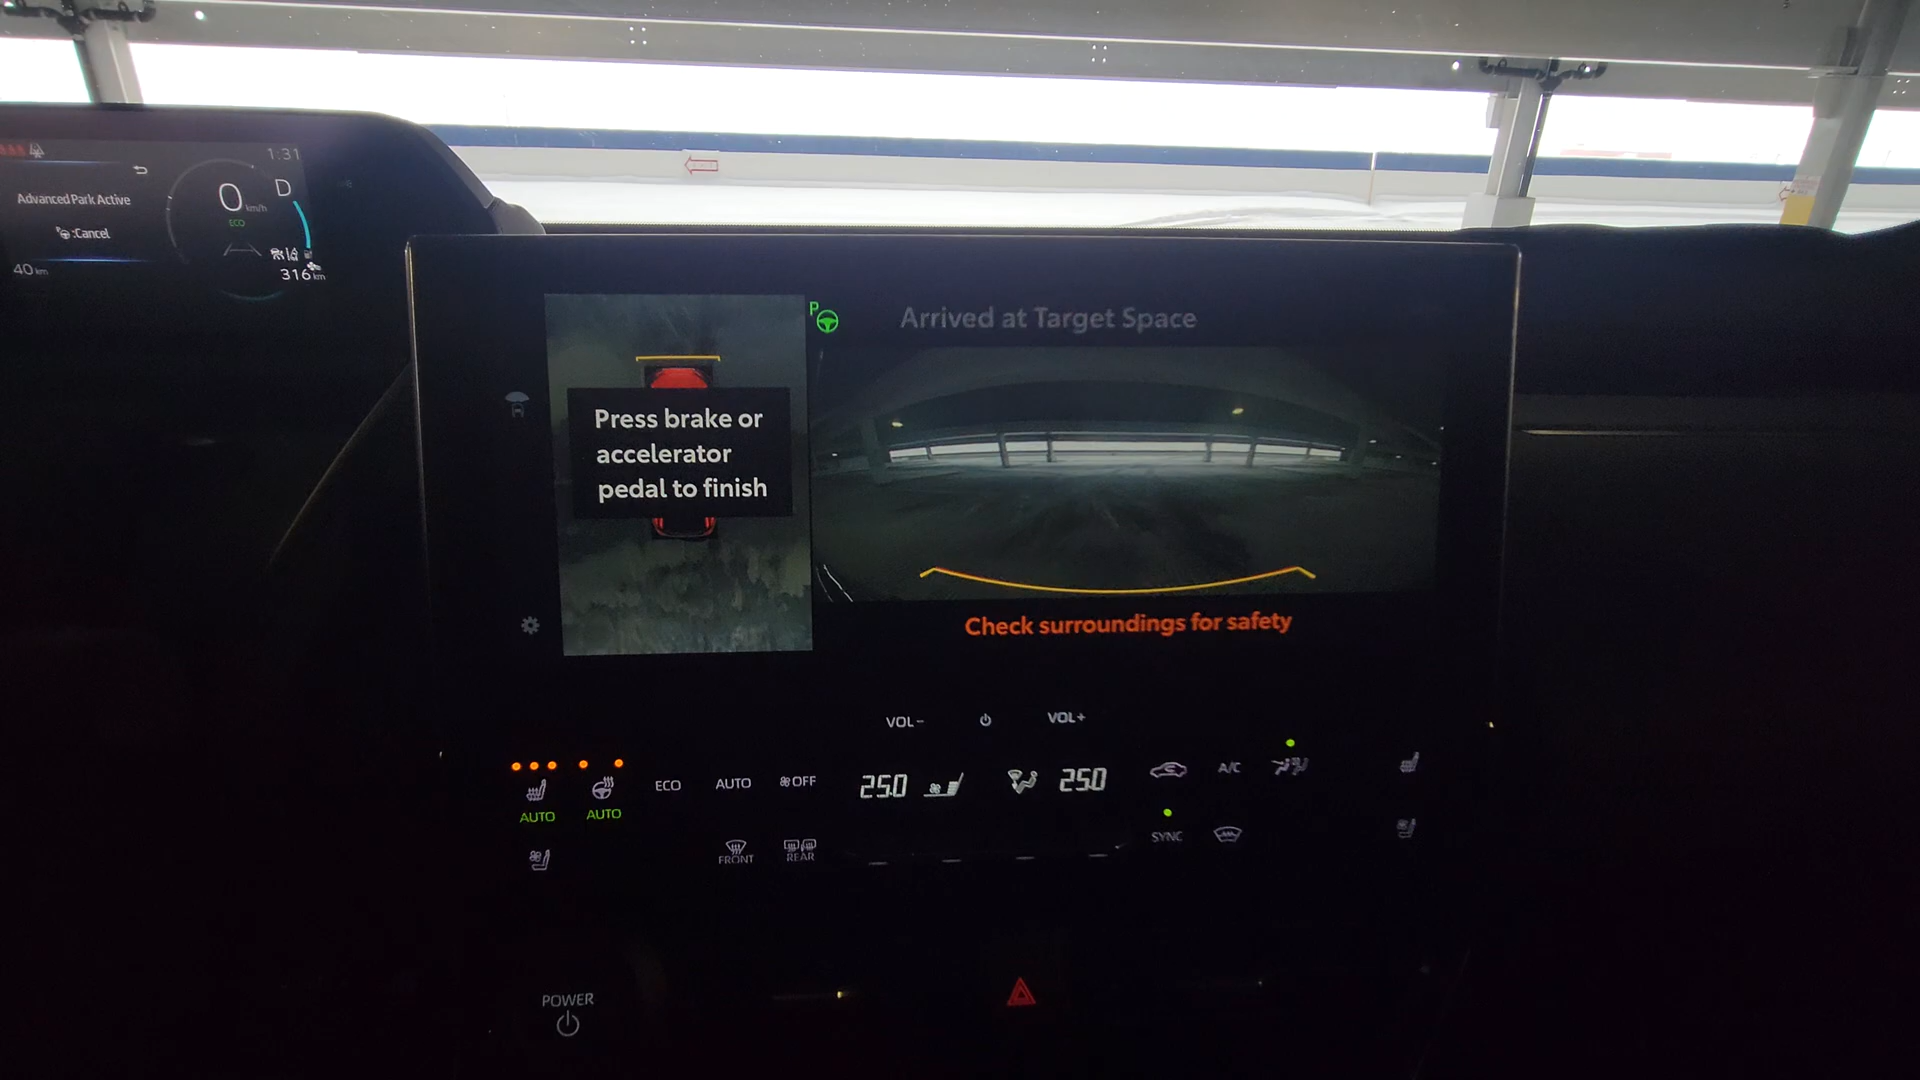 1:31
Advanced Park Active
:Cancel
0 km/h
D
ECO
40 km
316 km
P
Arrived at Target Space
Press brake or
accelerator
pedal to finish
Check surroundings for safety
VOL-
VOL+
AUTO
AUTO
ECO
AUTO
OFF
25.0
25.0
A/C
SYNC
FRONT
REAR
POWER